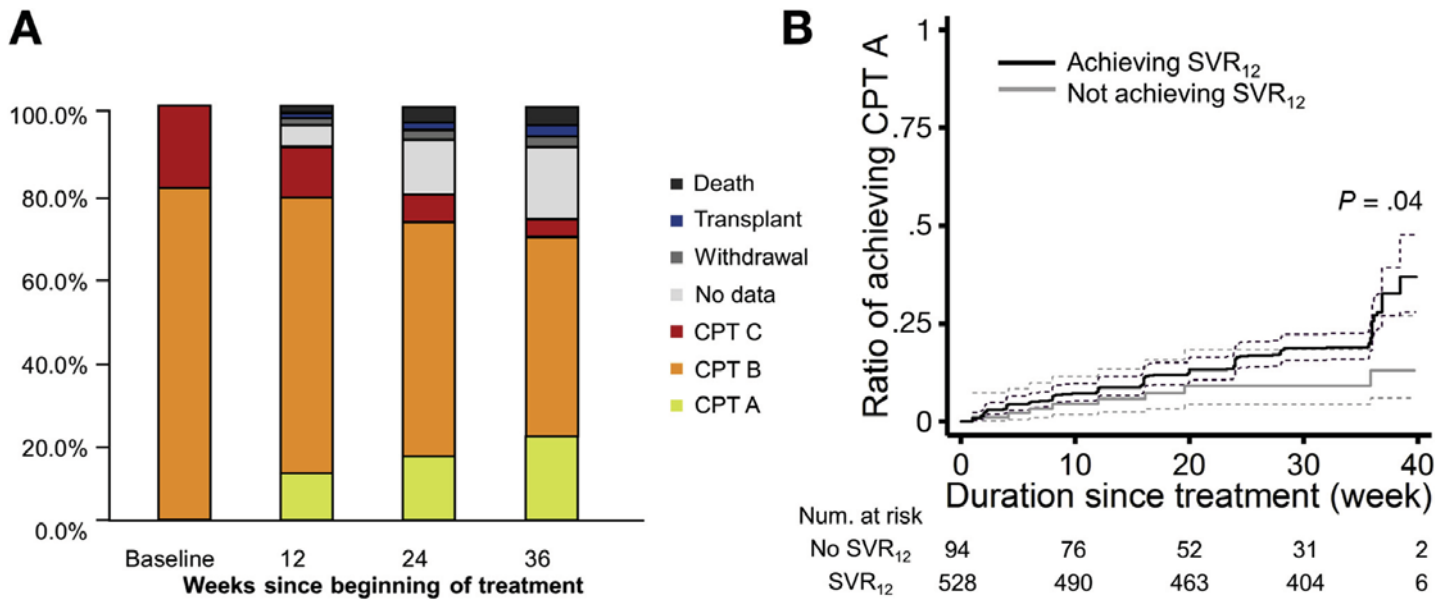 A
100.0%
80.0%
60.0%
40.0%
20.0%
0.0%
Baseline 12 24 36
Weeks since beginning of treatment
Death
Transplant
Withdrawal
No data
CPT C
CPT B
CPT A
B
Ratio of achieving CPT A
1
.75
.5
.25
0
Achieving SVR₁₂
Not achieving SVR₁₂
P = .04
0 10 20 30 40
Duration since treatment (week)
Num. at risk
No SVR₁₂ 94 76 52 31 2
SVR₁₂ 528 490 463 404 6